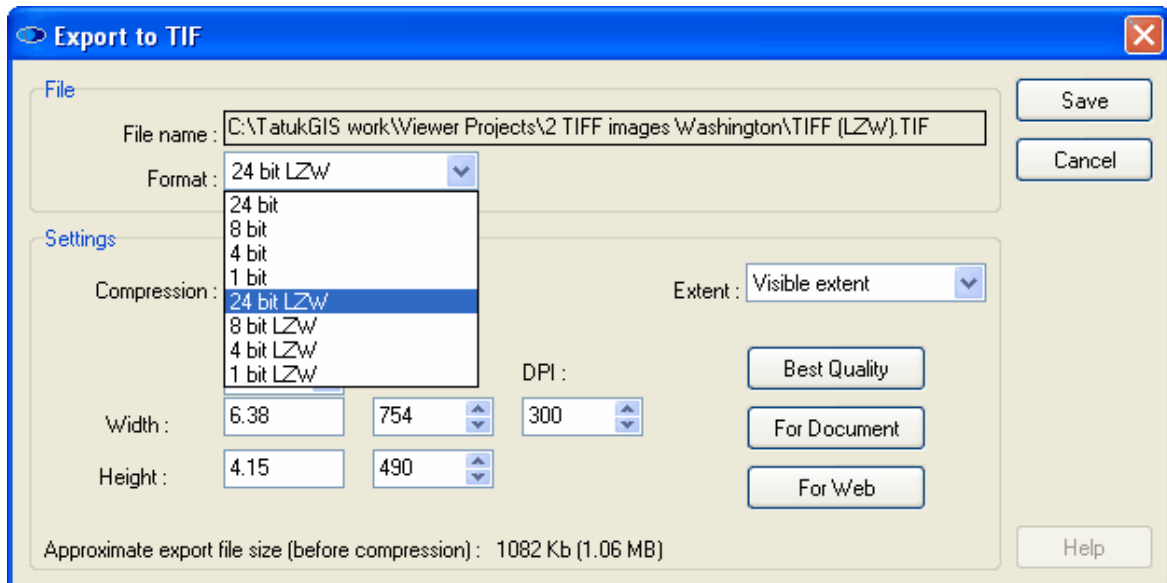 Export to TIF
File
File name : C:\TatukGIS work\Viewer Projects\2 TIFF images Washington\TIFF (LZW).TIF
Save
Format : 24 bit LZW
Cancel
24 bit
8 bit
4 bit
1 bit
24 bit LZW
8 bit LZW
4 bit LZW
1 bit LZW
Settings
Compression :
Extent : Visible extent
DPI :
Best Quality
Width : 6.38 754 300
For Document
Height : 4.15 490
For Web
Approximate export file size (before compression) : 1082 Kb (1.06 MB)
Help